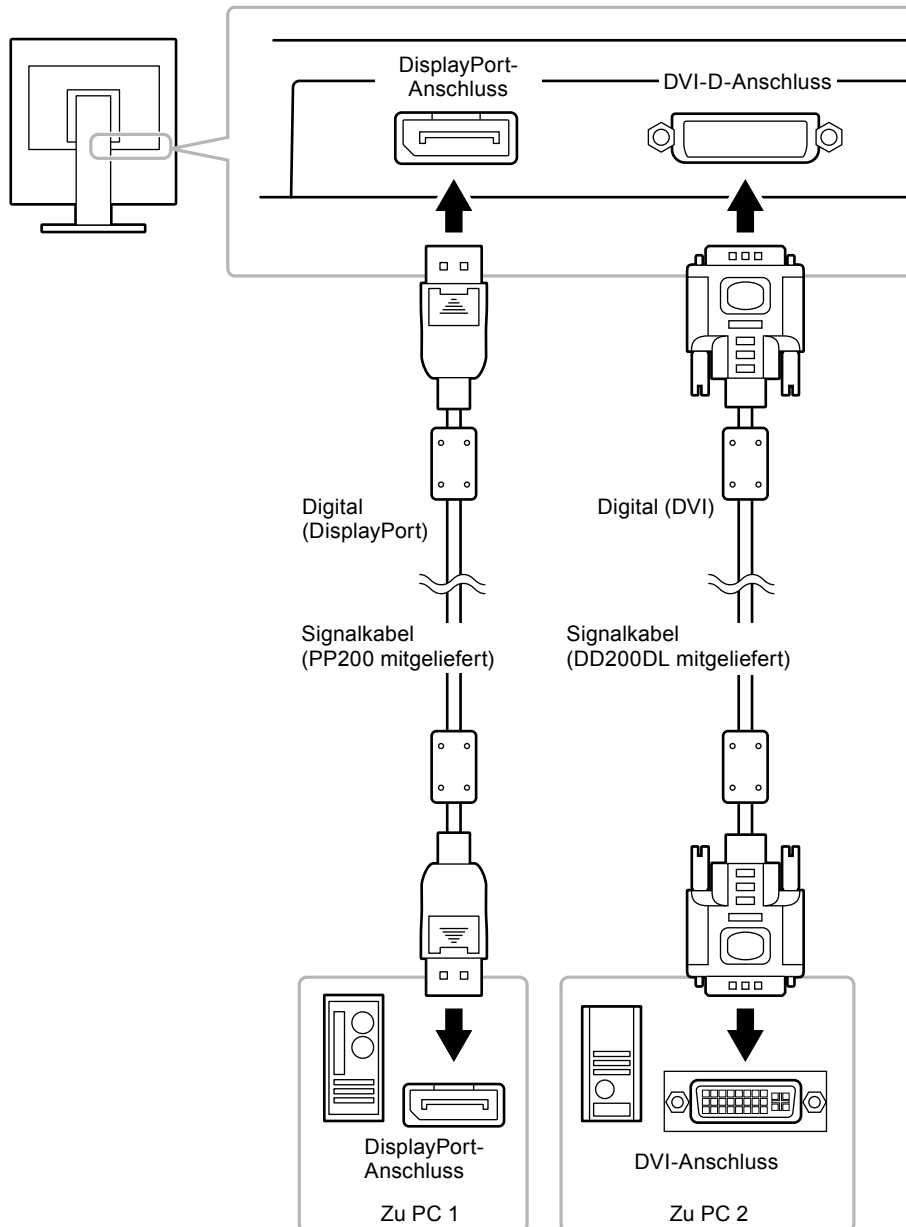 DisplayPort-
Anschluss
DVI-D-Anschluss
Digital
(DisplayPort)
Digital (DVI)
Signalkabel
(PP200 mitgeliefert)
Signalkabel
(DD200DL mitgeliefert)
DisplayPort-
Anschluss
Zu PC 1
DVI-Anschluss
Zu PC 2